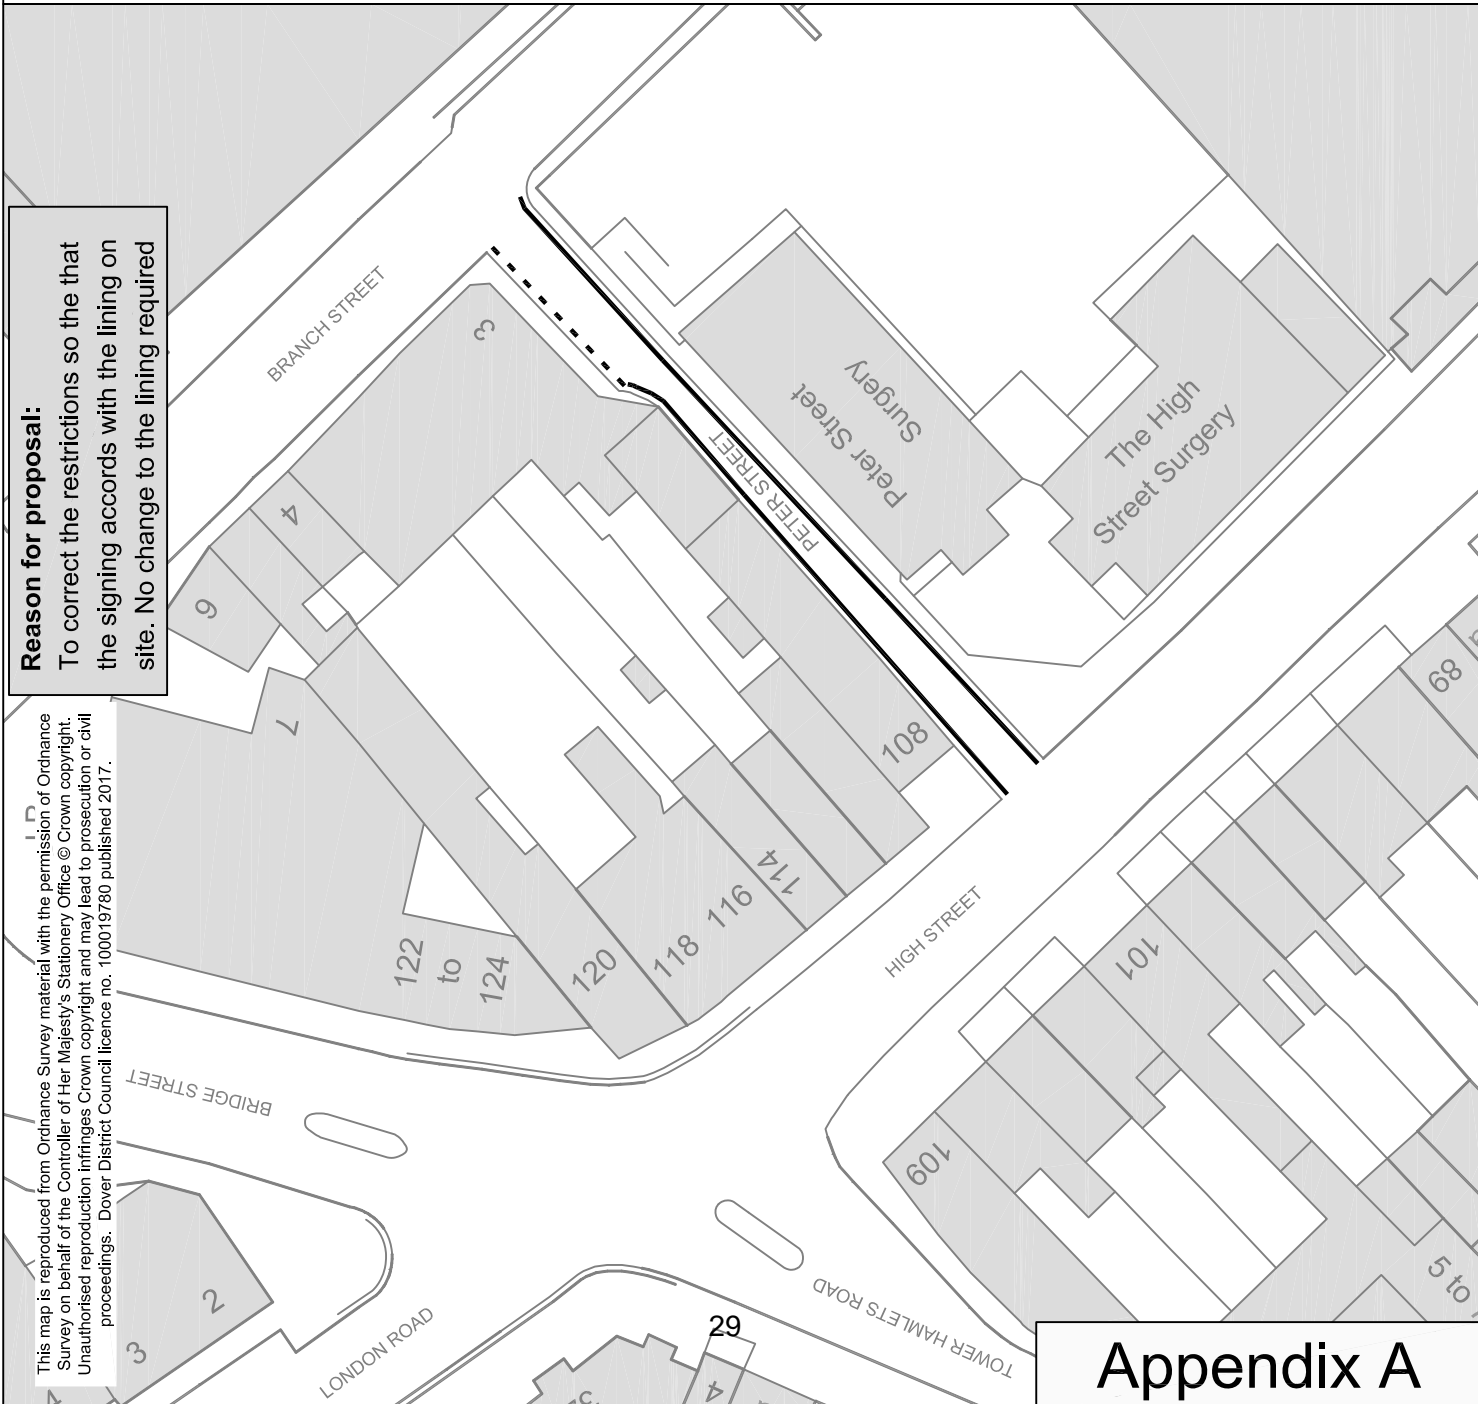 Reason for proposal:
To correct the restrictions so the that
the signing accords with the lining on
site. No change to the lining required
This map is reproduced from Ordnance Survey material with the permission of Ordnance
Survey on behalf of the Controller of Her Majesty's Stationery Office © Crown copyright.
Unauthorised reproduction infringes Crown copyright and may lead to prosecution or civil
proceedings. Dover District Council licence no. 100019780 published 2017.
BRANCH STREET
3
4
6
7
PETER STREET
Peter Street
Surgery
The High
Street Surgery
89
108
114
116
118
120
122
to
124
HIGH STREET
101
109
BRIDGE STREET
2
3
4
LONDON ROAD
TOWER HAMLETS ROAD
29
4
5 to
Appendix A